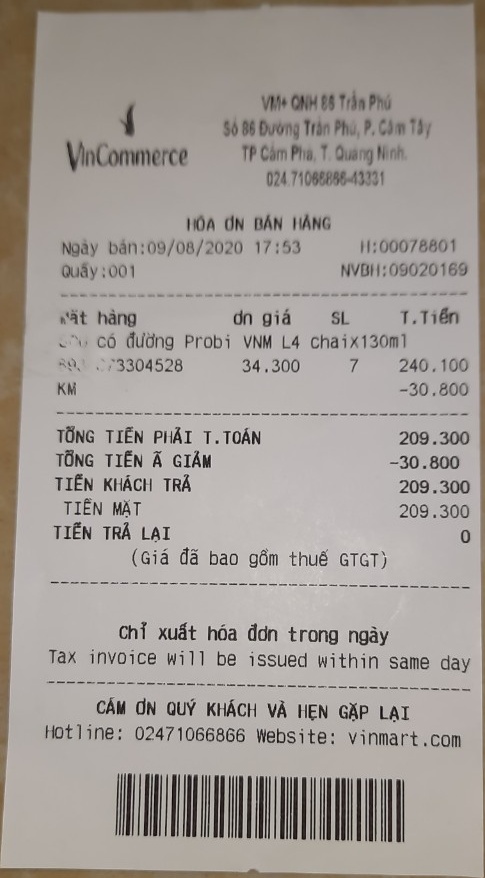 VINCOMMERCE
VM+ QNH 86 Trần Phú
Số 86 Đường Trần Phú, P. Cẩm Tây
TP Cẩm Phả, T. Quảng Ninh.
024.71066866-43331
HÓA ƠN BÁN HÀNG
Ngày bán:09/08/2020 17:53 H:00078801
Quầy:001 NVBH:09020169
hàng ơn giá SL T.Tiền
có đường Probi VNM L4 chaix130ml
3304528 34.300 7 240.100
KM -30.800
TỔNG TIỀN PHẢI T.TOÁN 209.300
TỔNG TIỀN Ã GIẢM -30.800
TIỀN KHÁCH TRẢ 209.300
TIỀN MẶT 209.300
TIỀN TRẢ LẠI 0
(Giá đã bao gồm thuế GTGT)
Chỉ xuất hóa đơn trong ngày
Tax invoice will be issued within same day
CẢM ƠN QUÝ KHÁCH VÀ HẸN GẶP LẠI
Hotline: 02471066866 Website: vinmart.com